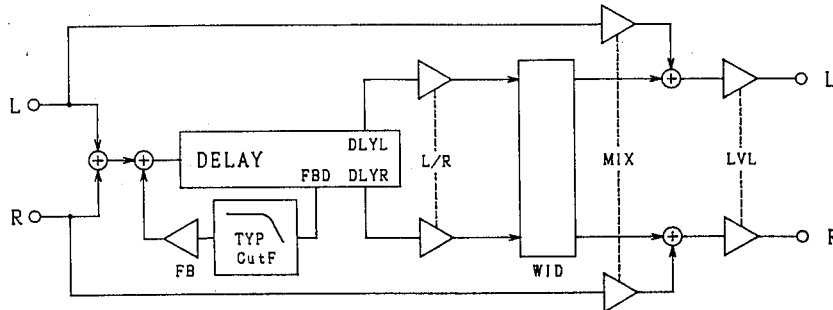 L
L
DELAY
DLYL
FBD
DLYR
L/R
MIX
LVL
R
R
TYP
CutF
FB
WID